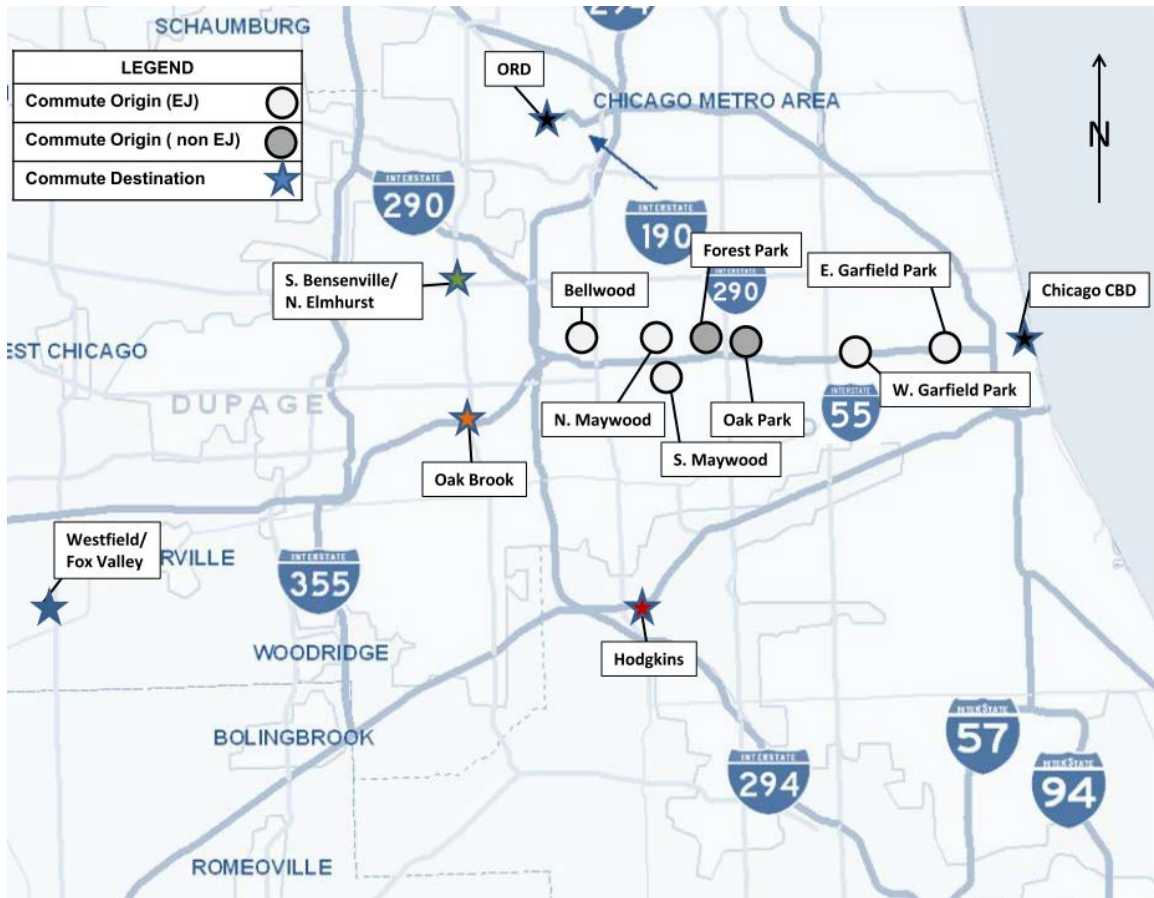 SCHAUMBURG
294
LEGEND
Commute Origin (EJ)
Commute Origin ( non EJ)
Commute Destination
ORD
CHICAGO METRO AREA
N
INTERSTATE
290
INTERSTATE
190
Forest Park
E. Garfield Park
S. Bensenville/
N. Elmhurst
Bellwood
INTERSTATE
290
Chicago CBD
EST CHICAGO
DUPAGE
N. Maywood
Oak Park
INTERSTATE
55
W. Garfield Park
S. Maywood
Oak Brook
Westfield/
Fox Valley
RVILLE
INTERSTATE
355
WOODRIDGE
Hodgkins
BOLINGBROOK
INTERSTATE
294
INTERSTATE
57
INTERSTATE
94
ROMEOVILLE